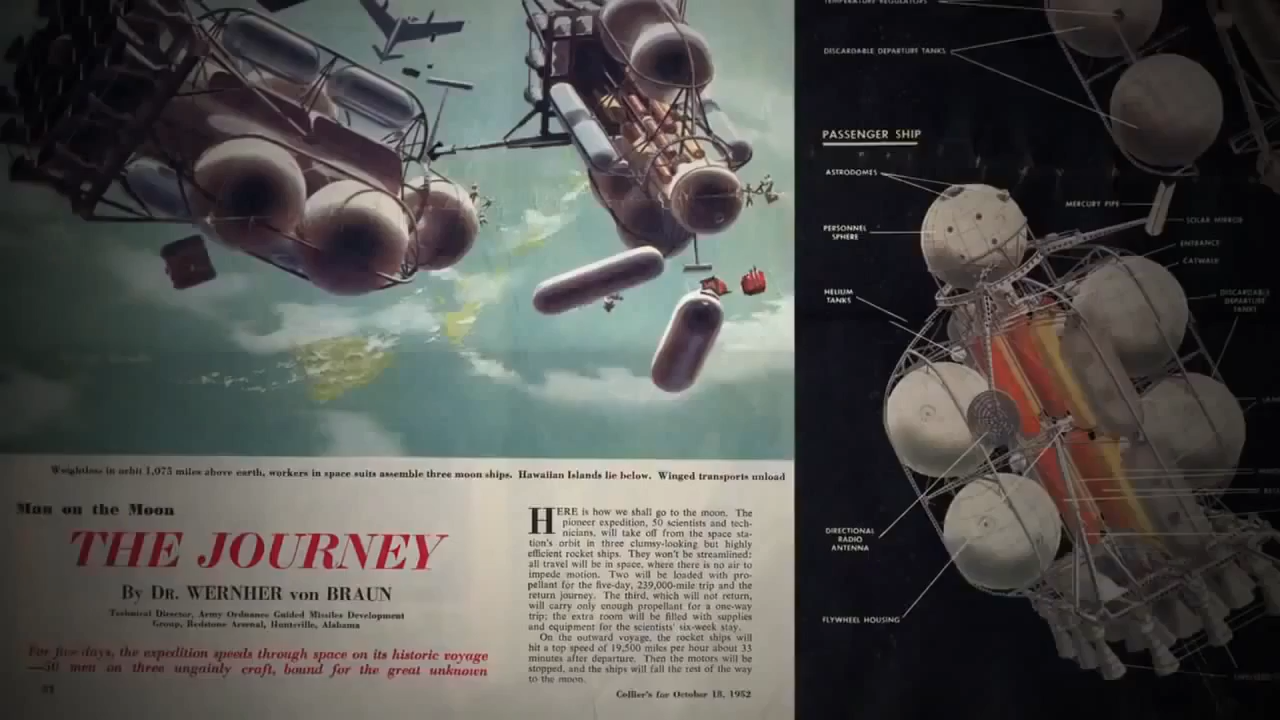 Weightless in orbit 1,075 miles above earth, workers in space suits assemble three moon ships. Hawaiian Islands lie below. Winged transports unload
Man on the Moon
THE JOURNEY
By Dr. WERNHER von BRAUN
Technical Director, Army Ordnance Guided Missiles Development
Group, Redstone Arsenal, Huntsville, Alabama
For five days, the expedition speeds through space on its historic voyage
—50 men on three ungainly craft, bound for the great unknown
HERE is how we shall go to the moon. The
pioneer expedition, 50 scientists and tech-
nicians, will take off from the space sta-
tion's orbit in three clumsy-looking but highly
efficient rocket ships. They won't be streamlined:
all travel will be in space, where there is no air to
impede motion. Two will be loaded with pro-
pellant for the five-day, 239,000-mile trip and the
return journey. The third, which will not return,
will carry only enough propellant for a one-way
trip; the extra room will be filled with supplies
and equipment for the scientists' six-week stay.
On the outward voyage, the rocket ships will
hit a top speed of 19,500 miles per hour about 33
minutes after departure. Then the motors will be
stopped, and the ships will fall the rest of the way
to the moon.
Collier's for October 18, 1952
TEMPERATURE REGULATORS
DISCARDABLE DEPARTURE TANKS
PASSENGER SHIP
ASTRODOMES
MERCURY PIPE
SOLAR MIRROR
PERSONNEL
SPHERE
ENTRANCE
CATWALK
HELIUM
TANKS
DISCARDABLE
DEPARTURE
TANKS
DIRECTIONAL
RADIO
ANTENNA
FLYWHEEL HOUSING